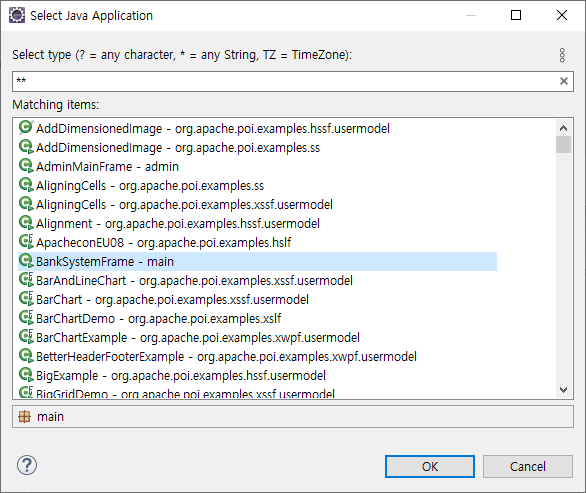 Select Java Application
Select type (? = any character, * = any String, TZ = TimeZone):
**
Matching items:
AddDimensionedImage - org.apache.poi.examples.hssf.usermodel
AddDimensionedImage - org.apache.poi.examples.ss
AdminMainFrame - admin
AligningCells - org.apache.poi.examples.ss
AligningCells - org.apache.poi.examples.xssf.usermodel
Alignment - org.apache.poi.examples.hssf.usermodel
ApacheconEU08 - org.apache.poi.examples.hslf
BankSystemFrame - main
BarAndLineChart - org.apache.poi.examples.xssf.usermodel
BarChart - org.apache.poi.examples.xssf.usermodel
BarChartDemo - org.apache.poi.examples.xslf
BarChartExample - org.apache.poi.examples.xwpf.usermodel
BetterHeaderFooterExample - org.apache.poi.examples.xwpf.usermodel
BigExample - org.apache.poi.examples.hssf.usermodel
BigGridDemo - org.apache.poi.examples.xssf.usermodel
main
OK
Cancel